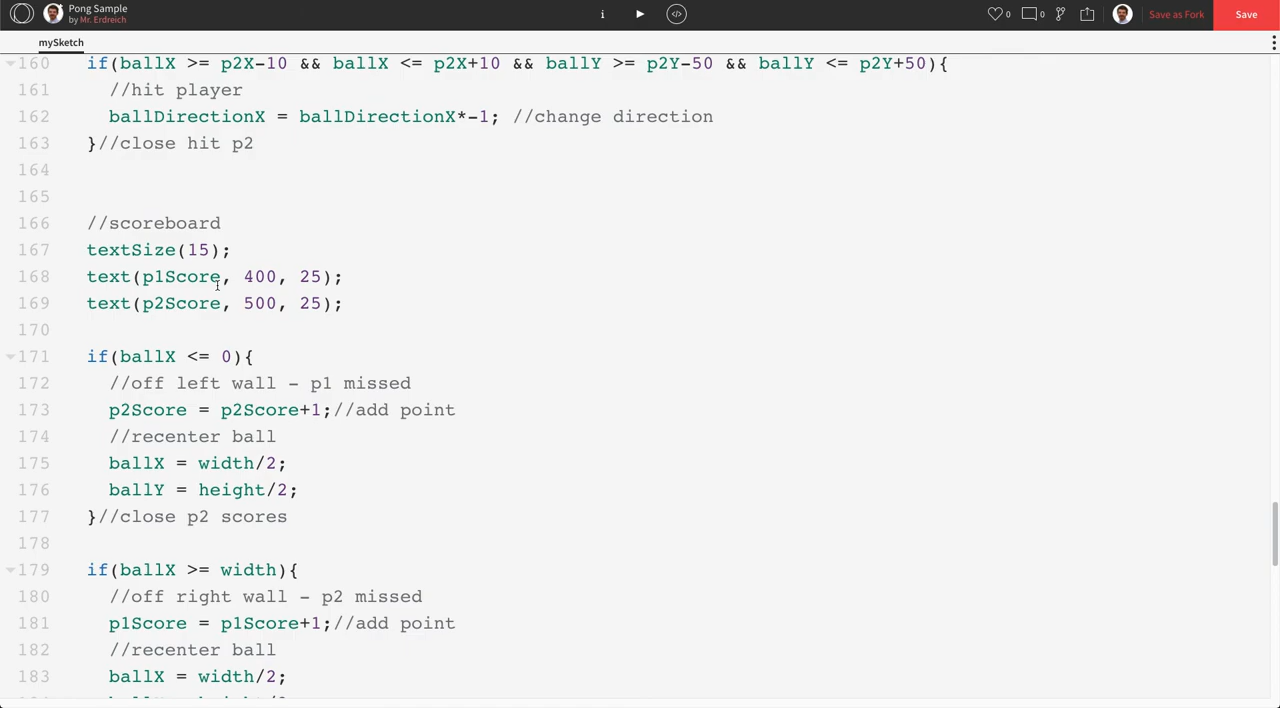 Pong Sample
by Mr. Erdreich
i
0
0
Save as Fork
Save
mySketch
160 if(ballX >= p2X-10 && ballX <= p2X+10 && ballY >= p2Y-50 && ballY <= p2Y+50){
161 //hit player
162 ballDirectionX = ballDirectionX*-1; //change direction
163 }//close hit p2
164
165
166 //scoreboard
167 textSize(15);
168 text(p1Score, 400, 25);
169 text(p2Score, 500, 25);
170
171 if(ballX <= 0){
172 //off left wall - p1 missed
173 p2Score = p2Score+1;//add point
174 //recenter ball
175 ballX = width/2;
176 ballY = height/2;
177 }//close p2 scores
178
179 if(ballX >= width){
180 //off right wall - p2 missed
181 p1Score = p1Score+1;//add point
182 //recenter ball
183 ballX = width/2;